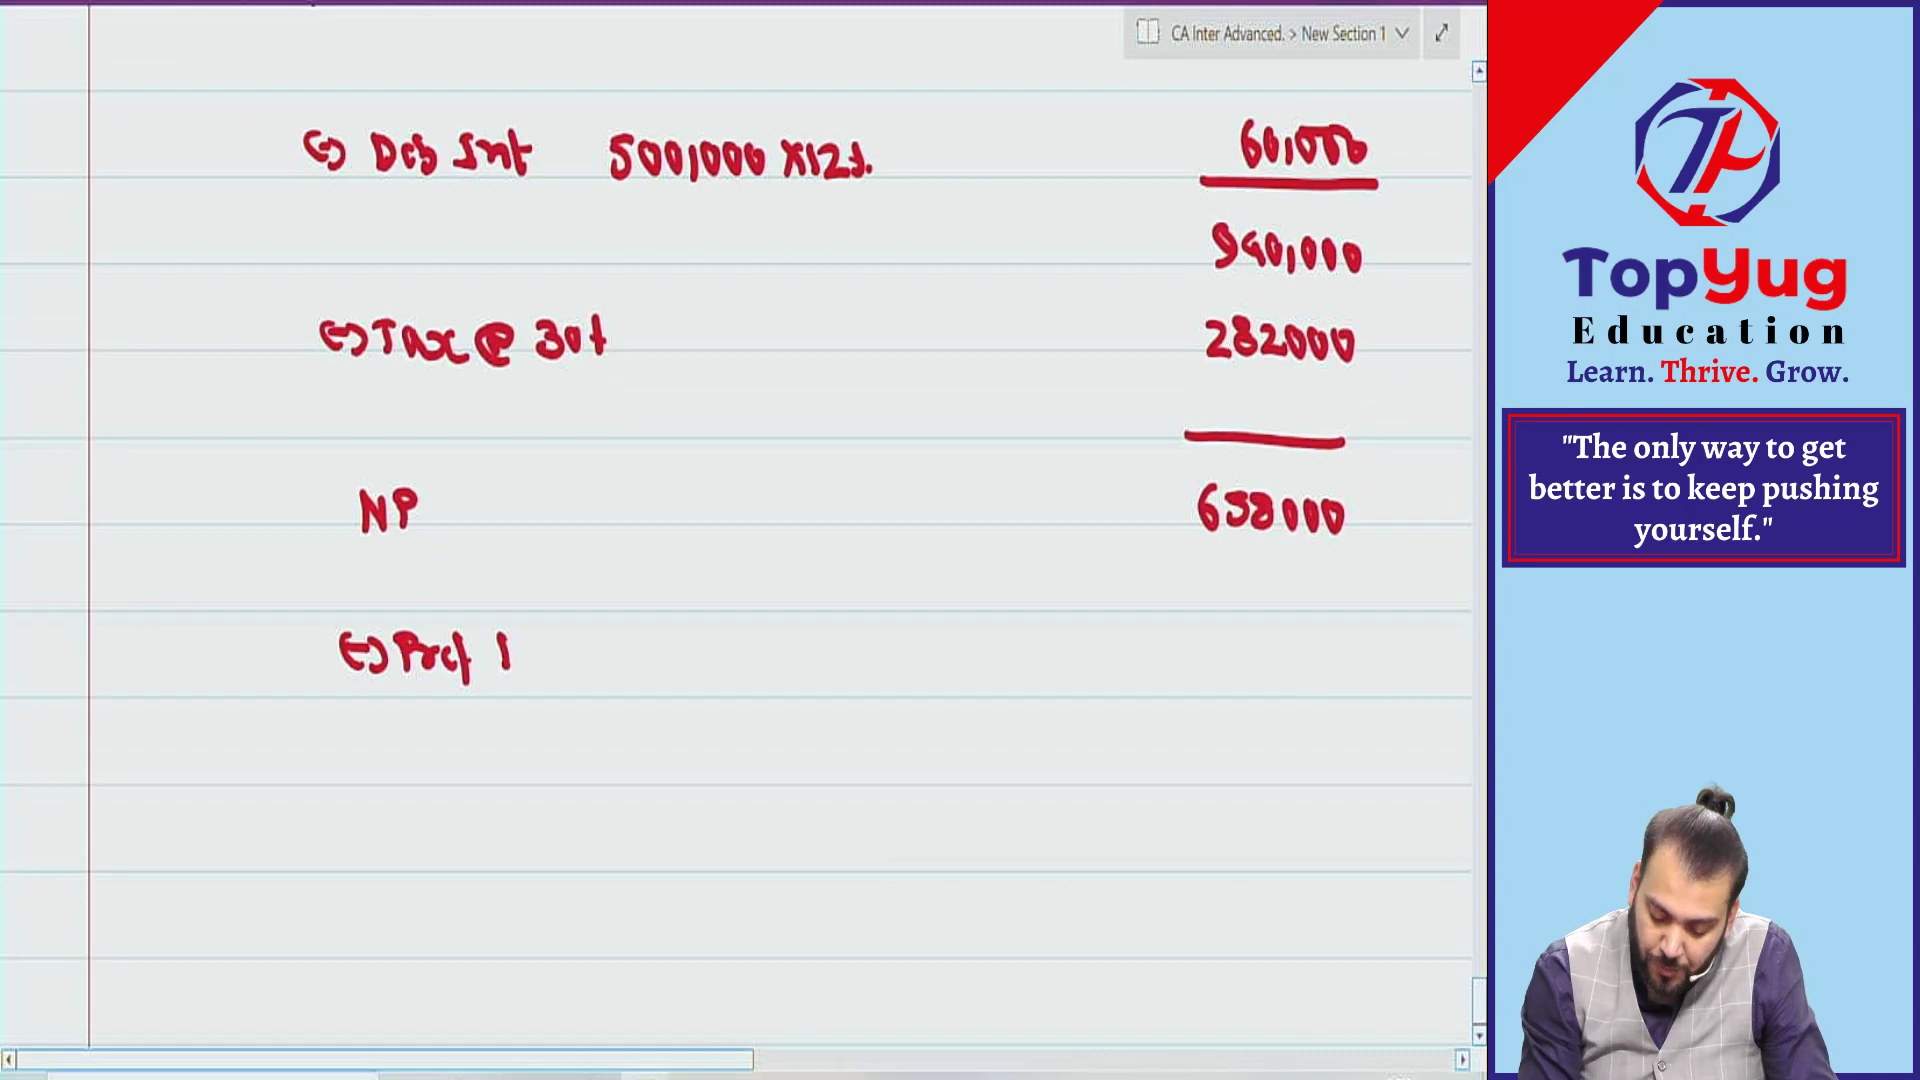 CA Inter Advanced. > New Section 1
(-) Deb Int 500,000 x 12%. 60,000
940,000
(-) Tax @ 30% 282000
NP 658000
(-) Pref
TopYug
Education
Learn. Thrive. Grow.
"The only way to get
better is to keep pushing
yourself."